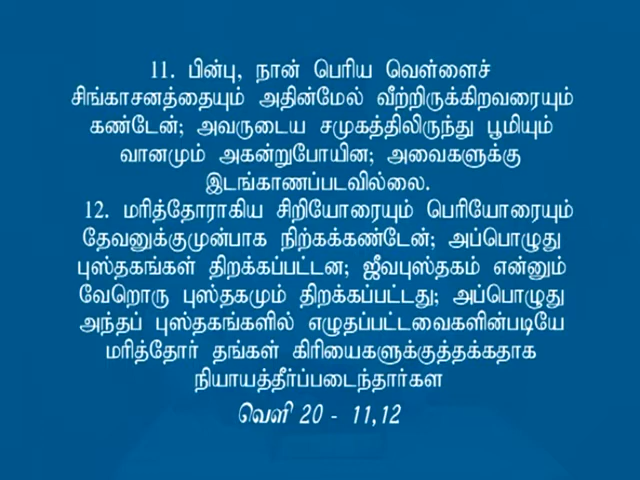 11. பின்பு, நான் பெரிய வெள்ளைச்
சிங்காசனத்தையும் அதின்மேல் வீற்றிருக்கிறவரையும்
கண்டேன்; அவருடைய சமுகத்திலிருந்து பூமியும்
வானமும் அகன்றுபோயின; அவைகளுக்கு
இடங்காணப்படவில்லை.
12. மரித்தோராகிய சிறியோரையும் பெரியோரையும்
தேவனுக்குமுன்பாக நிற்கக்கண்டேன்; அப்பொழுது
புஸ்தகங்கள் திறக்கப்பட்டன; ஜீவபுஸ்தகம் என்னும்
வேறொரு புஸ்தகமும் திறக்கப்பட்டது; அப்பொழுது
அந்தப் புஸ்தகங்களில் எழுதப்பட்டவைகளின்படியே
மரித்தோர் தங்கள் கிரியைகளுக்குத்தக்கதாக
நியாயத்தீர்ப்படைந்தார்கள
வெளி 20 - 11,12